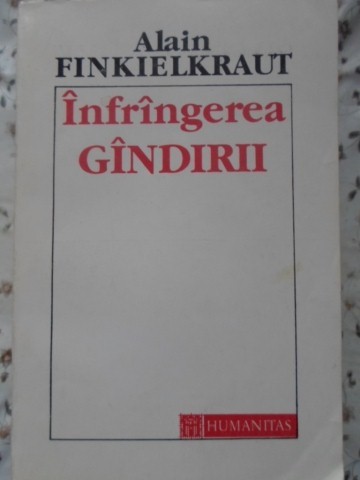 Alain
FINKIELKRAUT
Înfrîngerea
GÎNDIRII
HUMANITAS